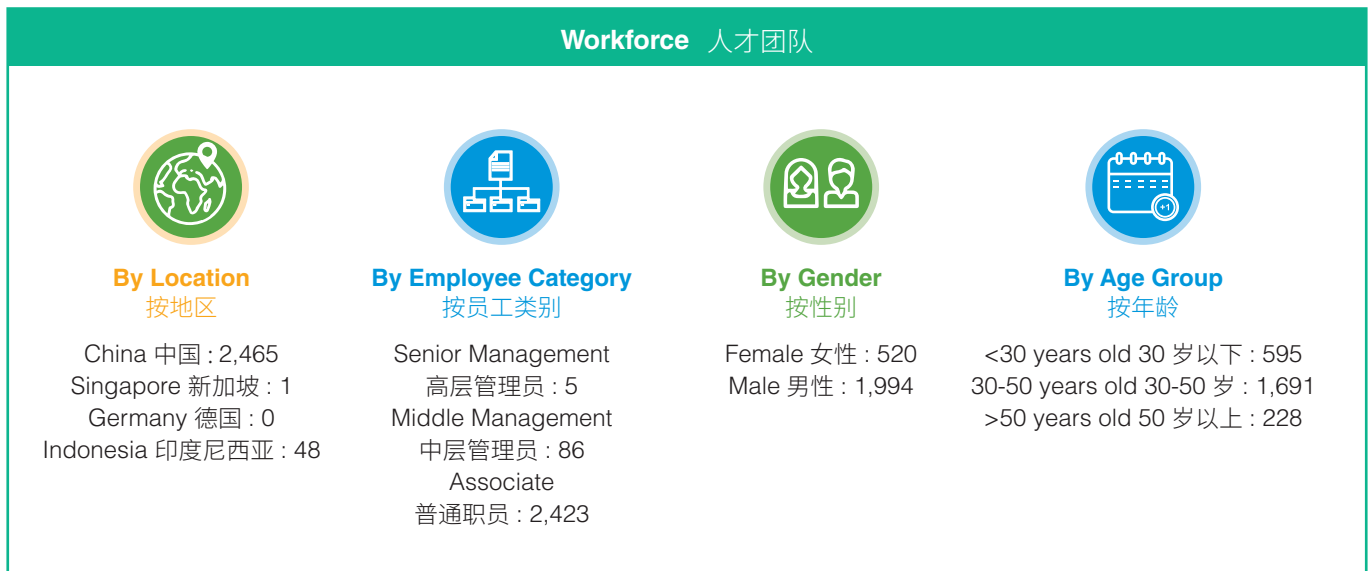 Workforce 人才团队
By Location
按地区
China 中国 : 2,465
Singapore 新加坡 : 1
Germany 德国 : 0
Indonesia 印度尼西亚 : 48
By Employee Category
按员工类别
Senior Management
高层管理员 : 5
Middle Management
中层管理员 : 86
Associate
普通职员 : 2,423
By Gender
按性别
Female 女性 : 520
Male 男性 : 1,994
+1
By Age Group
按年龄
<30 years old 30 岁以下 : 595
30-50 years old 30-50 岁 : 1,691
>50 years old 50 岁以上 : 228